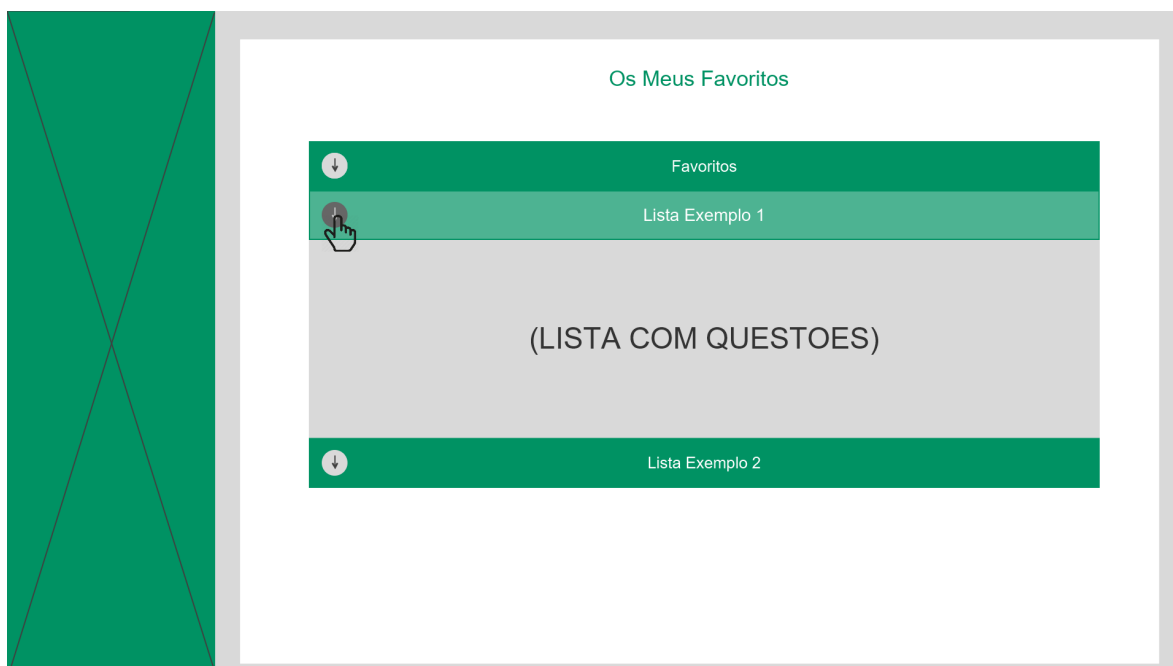 Os Meus Favoritos
Favoritos
Lista Exemplo 1
(LISTA COM QUESTOES)
Lista Exemplo 2